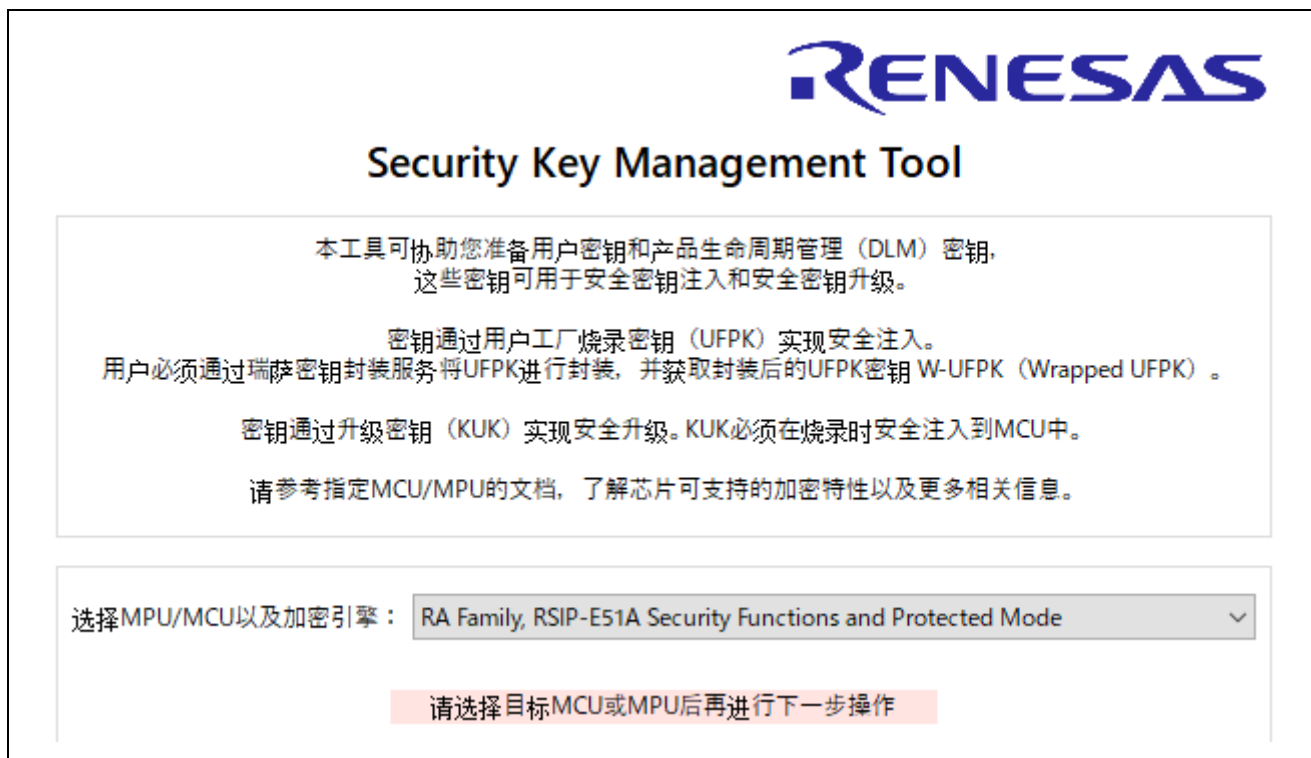 RENESAS
Security Key Management Tool
本工具可协助您准备用户密钥和产品生命周期管理（DLM）密钥,
这些密钥可用于安全密钥注入和安全密钥升级。
密钥通过用户工厂烧录密钥（UFPK）实现安全注入。
用户必须通过瑞萨密钥封装服务将UFPK进行封装，并获取封装后的UFPK密钥 W-UFPK（Wrapped UFPK）。
密钥通过升级密钥（KUK）实现安全升级。KUK必须在烧录时安全注入到MCU中。
请参考指定MCU/MPU的文档，了解芯片可支持的加密特性以及更多相关信息。
选择MPU/MCU以及加密引擎： RA Family, RSIP-E51A Security Functions and Protected Mode
请选择目标MCU或MPU后再进行下一步操作